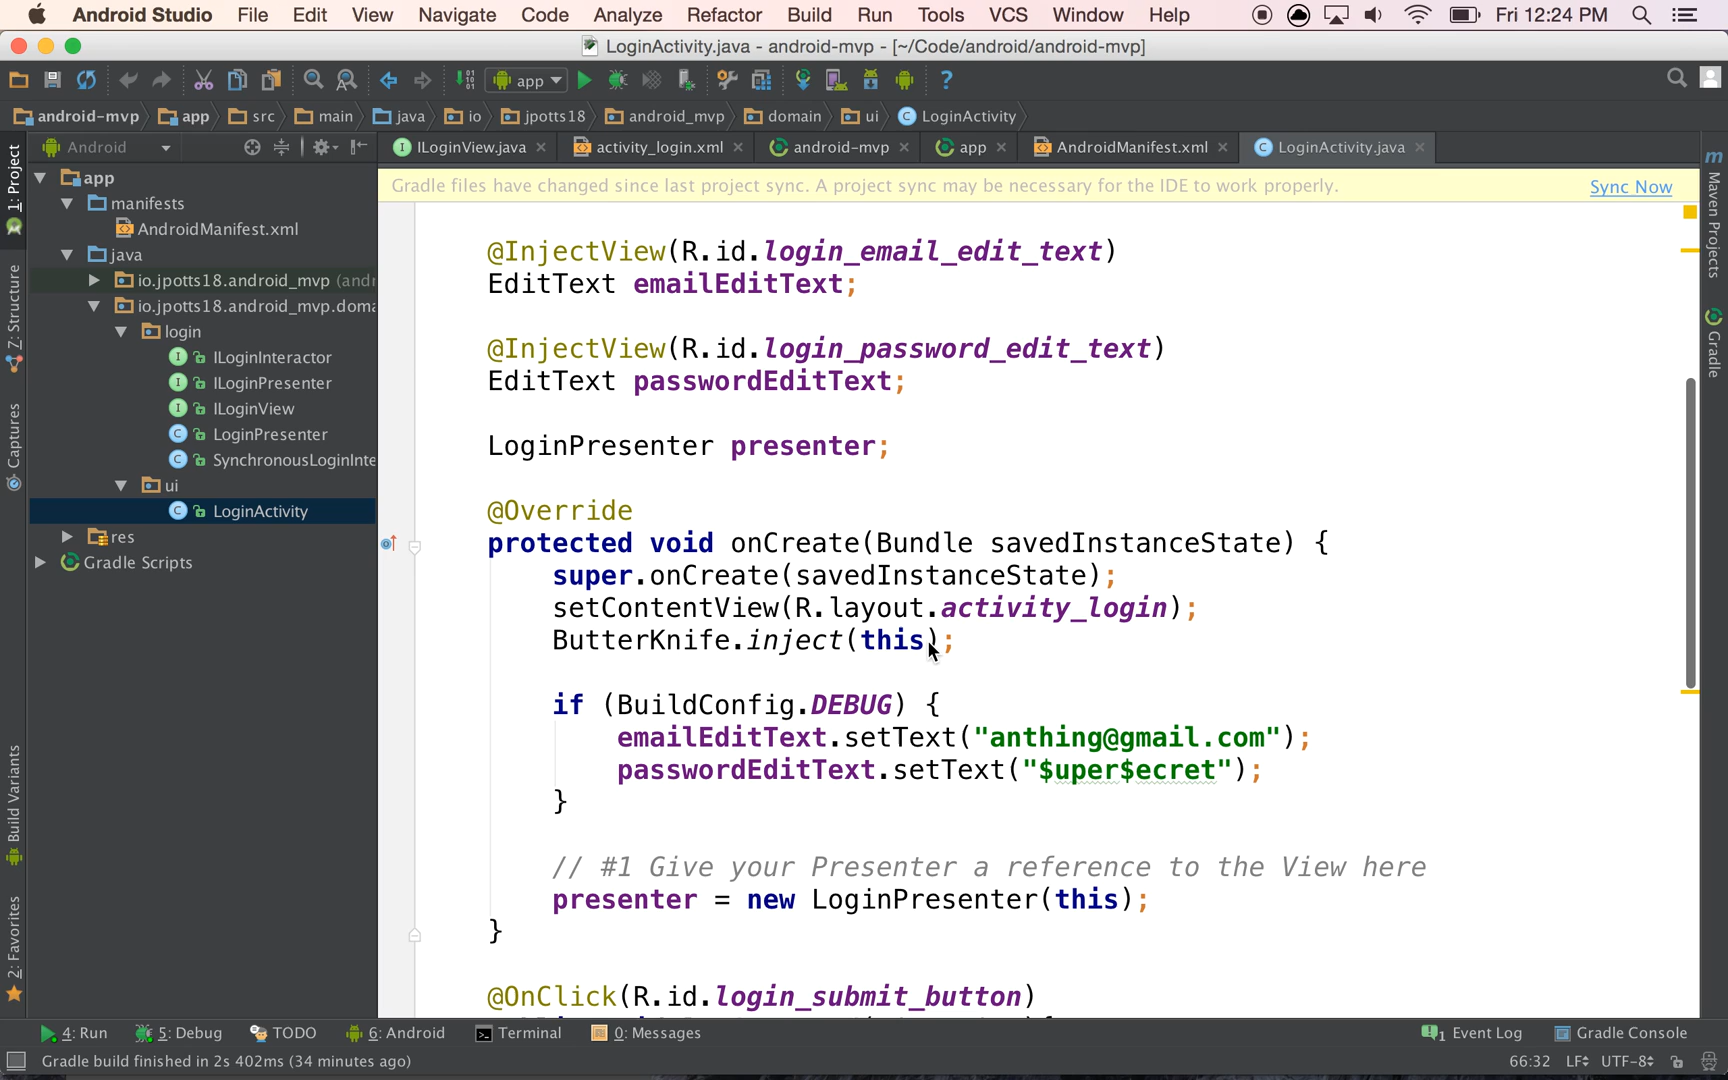 Android Studio File Edit View Navigate Code Analyze Refactor Build Run Tools VCS Window Help Fri 12:24 PM
LoginActivity.java - android-mvp - [~/Code/android/android-mvp]
app
android-mvp app src main java io jpotts18 android_mvp domain ui LoginActivity
Android
ILoginView.java activity_login.xml android-mvp app AndroidManifest.xml LoginActivity.java
Gradle files have changed since last project sync. A project sync may be necessary for the IDE to work properly. Sync Now
1: Project
Z: Structure
Captures
Build Variants
2: Favorites
app
manifests
AndroidManifest.xml
java
io.jpotts18.android_mvp (andr
io.jpotts18.android_mvp.doma
login
ILoginInteractor
ILoginPresenter
ILoginView
LoginPresenter
SynchronousLoginInte
ui
LoginActivity
res
Gradle Scripts
@InjectView(R.id.login_email_edit_text)
EditText emailEditText;
@InjectView(R.id.login_password_edit_text)
EditText passwordEditText;
LoginPresenter presenter;
@Override
protected void onCreate(Bundle savedInstanceState) {
super.onCreate(savedInstanceState);
setContentView(R.layout.activity_login);
ButterKnife.inject(this);
if (BuildConfig.DEBUG) {
emailEditText.setText("anthing@gmail.com");
passwordEditText.setText("$uper$ecret");
}
// #1 Give your Presenter a reference to the View here
presenter = new LoginPresenter(this);
}
@OnClick(R.id.login_submit_button)
Maven Projects
Gradle
4: Run 5: Debug TODO 6: Android Terminal 0: Messages 1 Event Log Gradle Console
Gradle build finished in 2s 402ms (34 minutes ago) 66:32 LF UTF-8